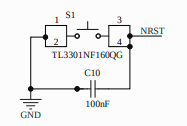 S1
1 3
NRST
2 4
TL3301NF160QG
C10
100nF
GND